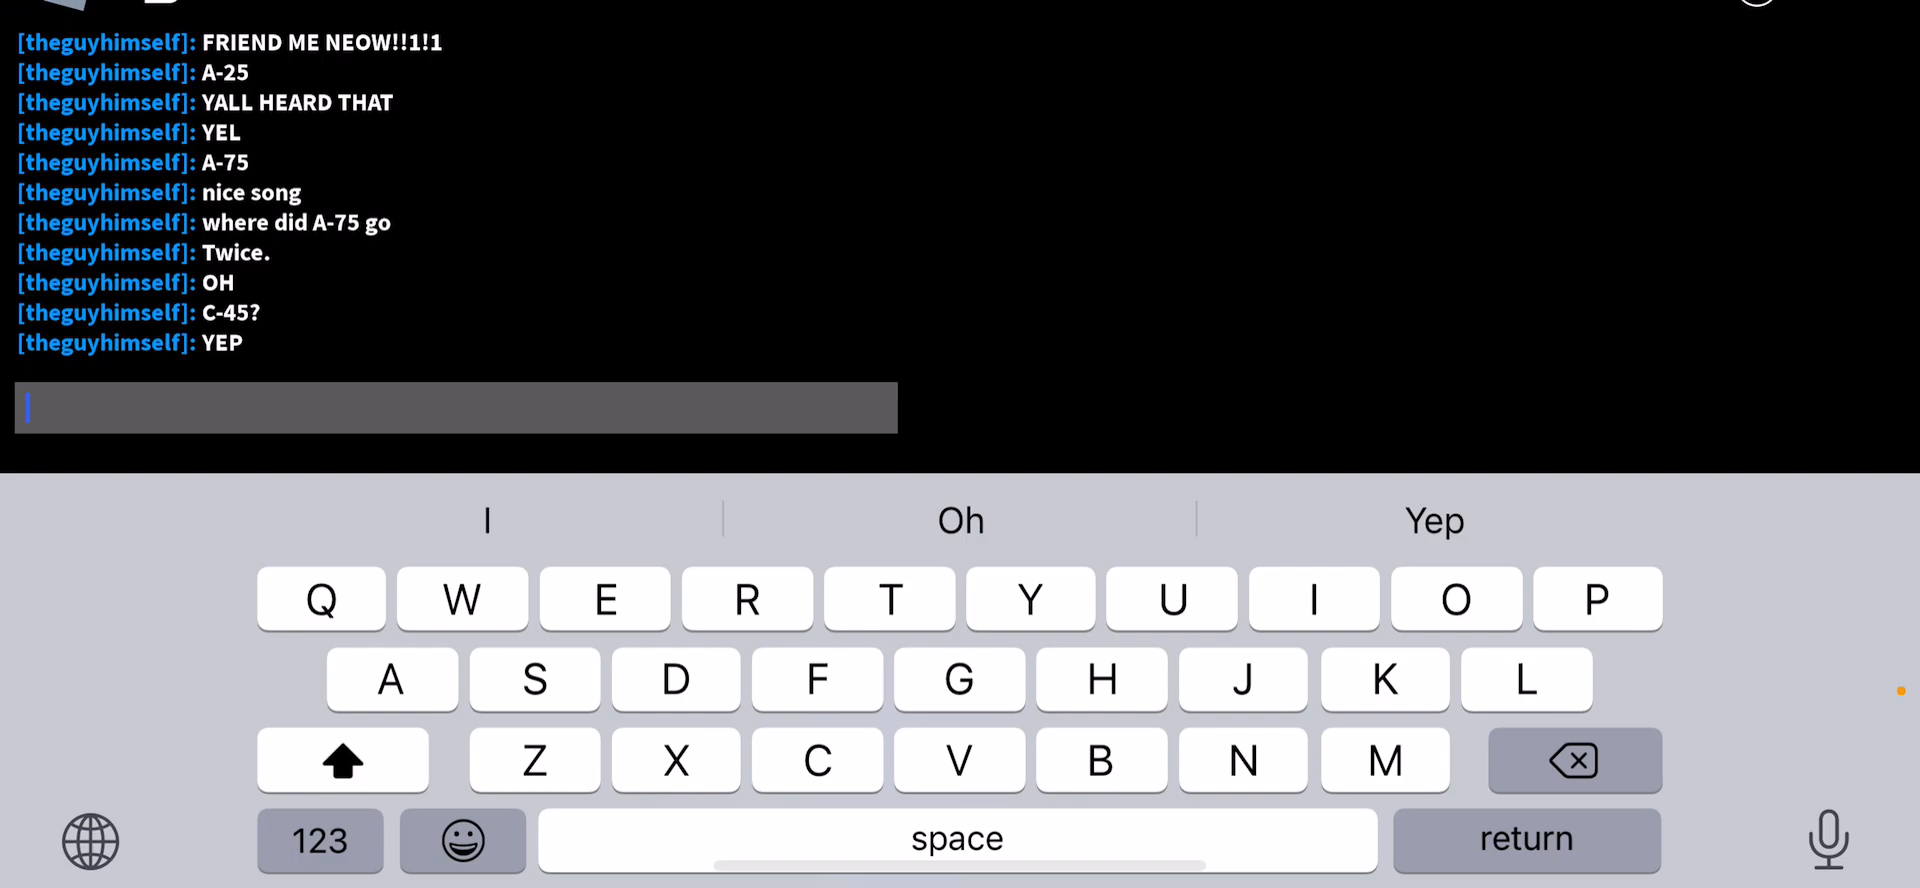 [theguyhimself]: FRIEND ME NEOW!!1!1
[theguyhimself]: A-25
[theguyhimself]: YALL HEARD THAT
[theguyhimself]: YEL
[theguyhimself]: A-75
[theguyhimself]: nice song
[theguyhimself]: where did A-75 go
[theguyhimself]: Twice.
[theguyhimself]: OH
[theguyhimself]: C-45?
[theguyhimself]: YEP
I Oh Yep
Q W E R T Y U I O P
A S D F G H J K L
Z X C V B N M
123 space return